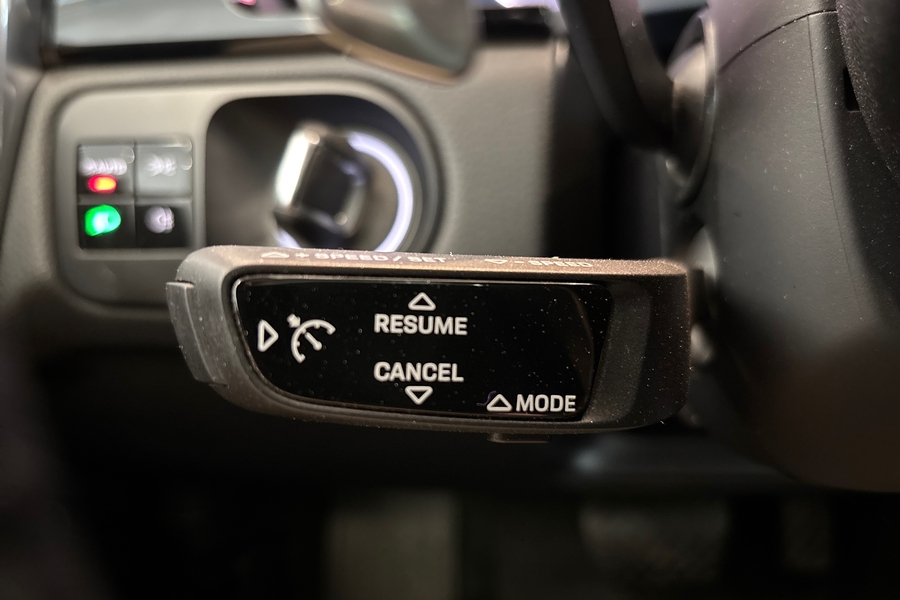 + SPEED / SET
RESUME
CANCEL
MODE